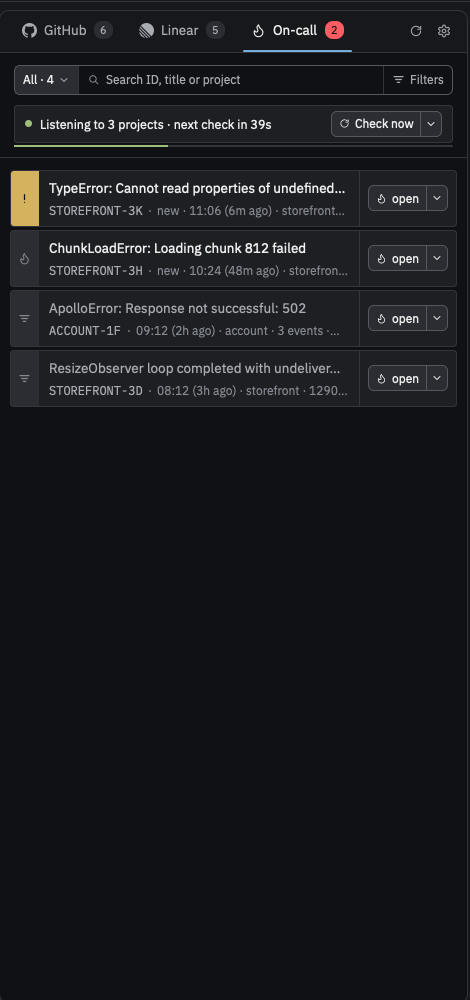 GitHub 6 Linear 5 On-call 2
All · 4 Search ID, title or project Filters
Listening to 3 projects · next check in 39s Check now
! TypeError: Cannot read properties of undefined...
STOREFRONT-3K · new · 11:06 (6m ago) · storefront...
open
ChunkLoadError: Loading chunk 812 failed
STOREFRONT-3H · new · 10:24 (48m ago) · storefron...
open
ApolloError: Response not successful: 502
ACCOUNT-1F · 09:12 (2h ago) · account · 3 events ·...
open
ResizeObserver loop completed with undeliver...
STOREFRONT-3D · 08:12 (3h ago) · storefront · 1290...
open